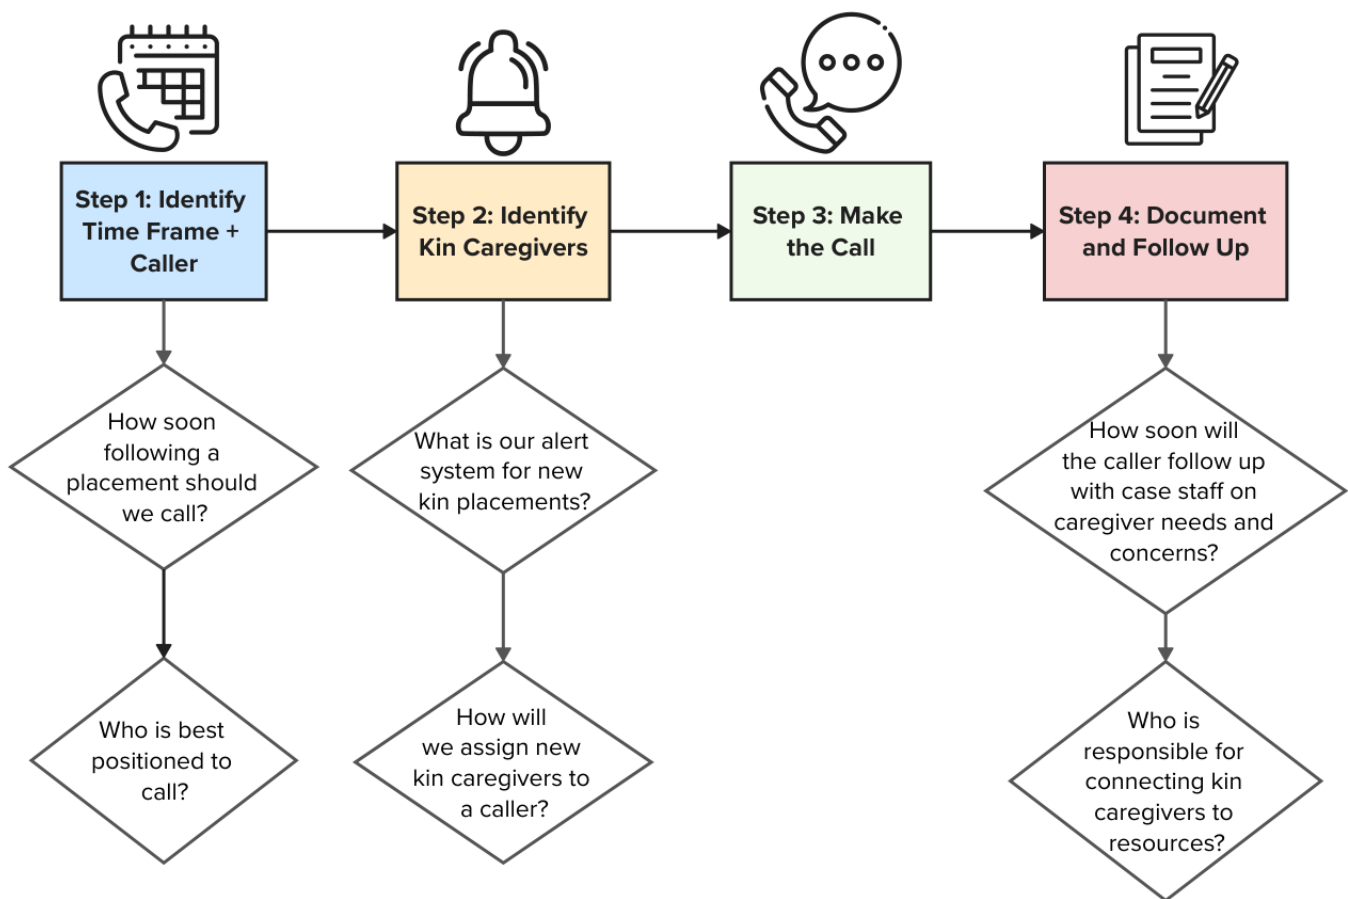 Step 1: Identify
Time Frame +
Caller
Step 2: Identify
Kin Caregivers
Step 3: Make
the Call
Step 4: Document
and Follow Up
How soon
following a
placement should
we call?
What is our alert
system for new
kin placements?
How soon will
the caller follow up
with case staff on
caregiver needs and
concerns?
Who is best
positioned to
call?
How will
we assign new
kin caregivers to
a caller?
Who is
responsible for
connecting kin
caregivers to
resources?